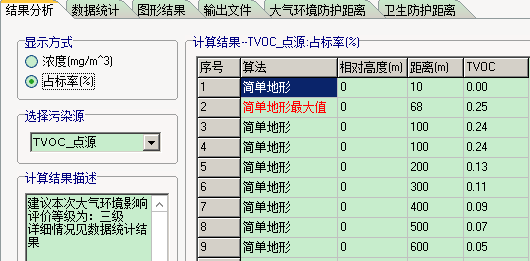 结果分析 数据统计 图形结果 输出文件 大气环境防护距离 卫生防护距离
显示方式
浓度(mg/m^3)
占标率(%)
选择污染源
TVOC_点源
计算结果描述
建议本次大气环境影响
评价等级为：三级
详细情况见数据统计结
果
计算结果--TVOC_点源:占标率(%)
序号 算法 相对高度(m) 距离(m) TVOC
1 简单地形 0 10 0.00
2 简单地形最大值 0 68 0.25
3 简单地形 0 100 0.24
4 简单地形 0 100 0.24
5 简单地形 0 200 0.13
6 简单地形 0 300 0.11
7 简单地形 0 400 0.09
8 简单地形 0 500 0.07
9 简单地形 0 600 0.05